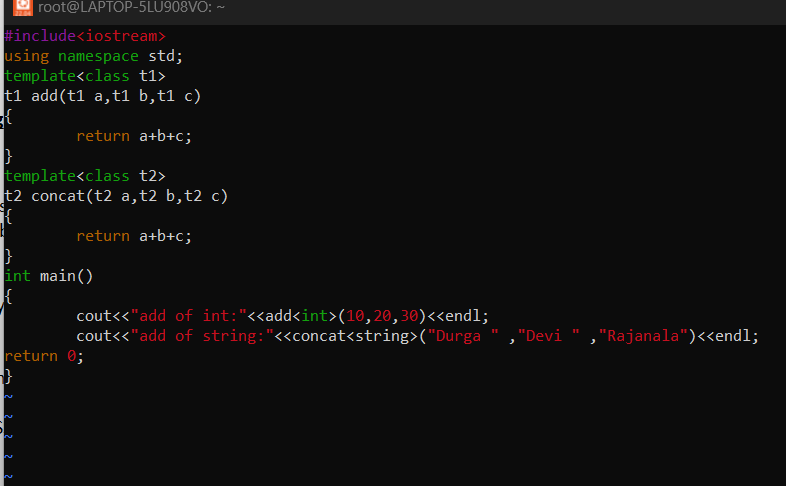 root@LAPTOP-5LU908VO: ~
#include<iostream>
using namespace std;
template<class t1>
t1 add(t1 a,t1 b,t1 c)
{
        return a+b+c;
}
template<class t2>
t2 concat(t2 a,t2 b,t2 c)
{
        return a+b+c;
}
int main()
{
        cout<<"add of int:"<<add<int>(10,20,30)<<endl;
        cout<<"add of string:"<<concat<string>("Durga " ,"Devi " ,"Rajanala")<<endl;
return 0;
}
~
~
~
~
~